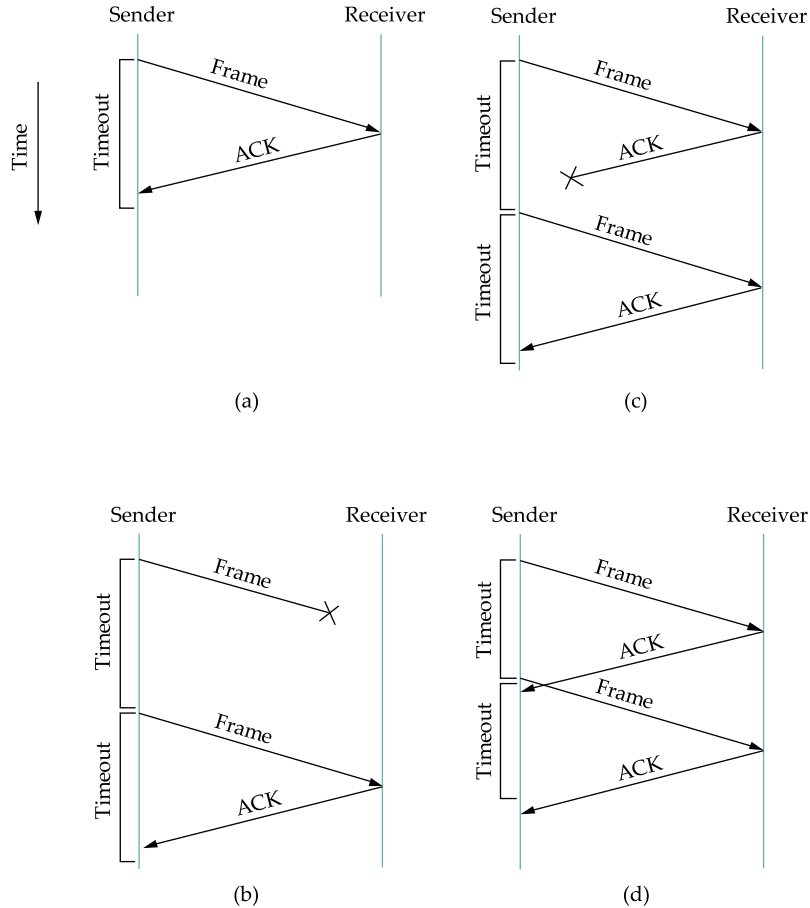 Sender
Receiver
Time
Timeout
Frame
ACK
(a)
Sender
Receiver
Timeout
Frame
ACK
Timeout
Frame
ACK
(c)
Sender
Receiver
Timeout
Frame
Timeout
Frame
ACK
(b)
Sender
Receiver
Timeout
Frame
ACK
Timeout
Frame
ACK
(d)